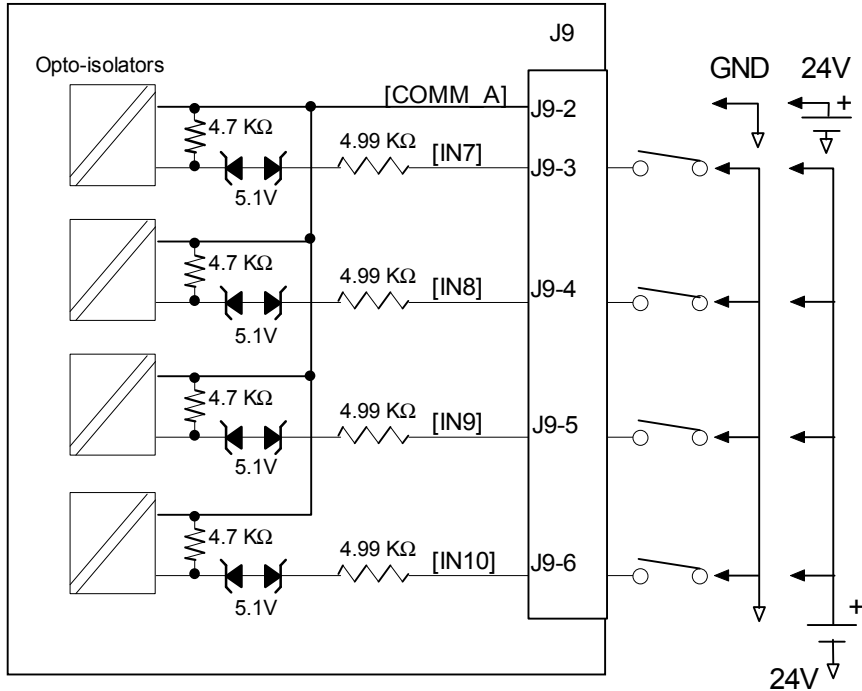 J9
Opto-isolators
GND 24V
[COMM_A]
J9-2
+
4.7 KΩ
4.99 KΩ
[IN7]
J9-3
5.1V
4.7 KΩ
4.99 KΩ
[IN8]
J9-4
5.1V
4.7 KΩ
4.99 KΩ
[IN9]
J9-5
5.1V
4.7 KΩ
4.99 KΩ
[IN10]
J9-6
5.1V
+
24V